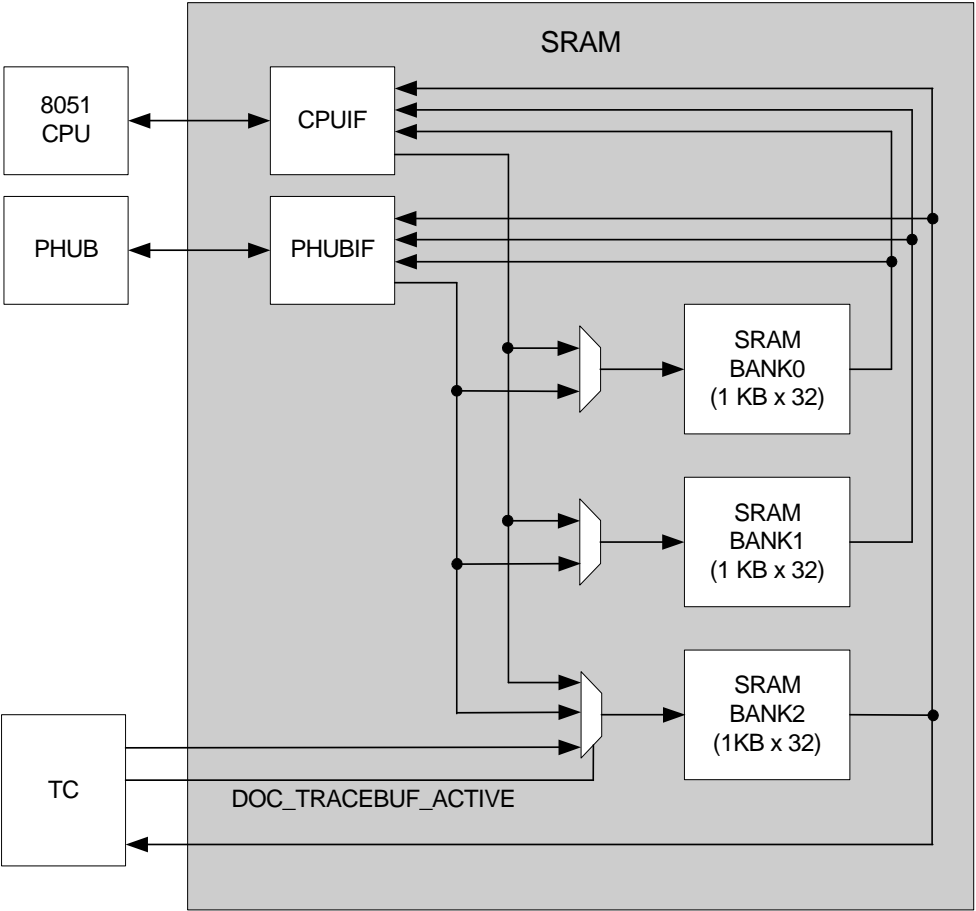 SRAM
8051
CPU
CPUIF
PHUB
PHUBIF
SRAM
BANK0
(1 KB x 32)
SRAM
BANK1
(1 KB x 32)
SRAM
BANK2
(1KB x 32)
TC
DOC_TRACEBUF_ACTIVE